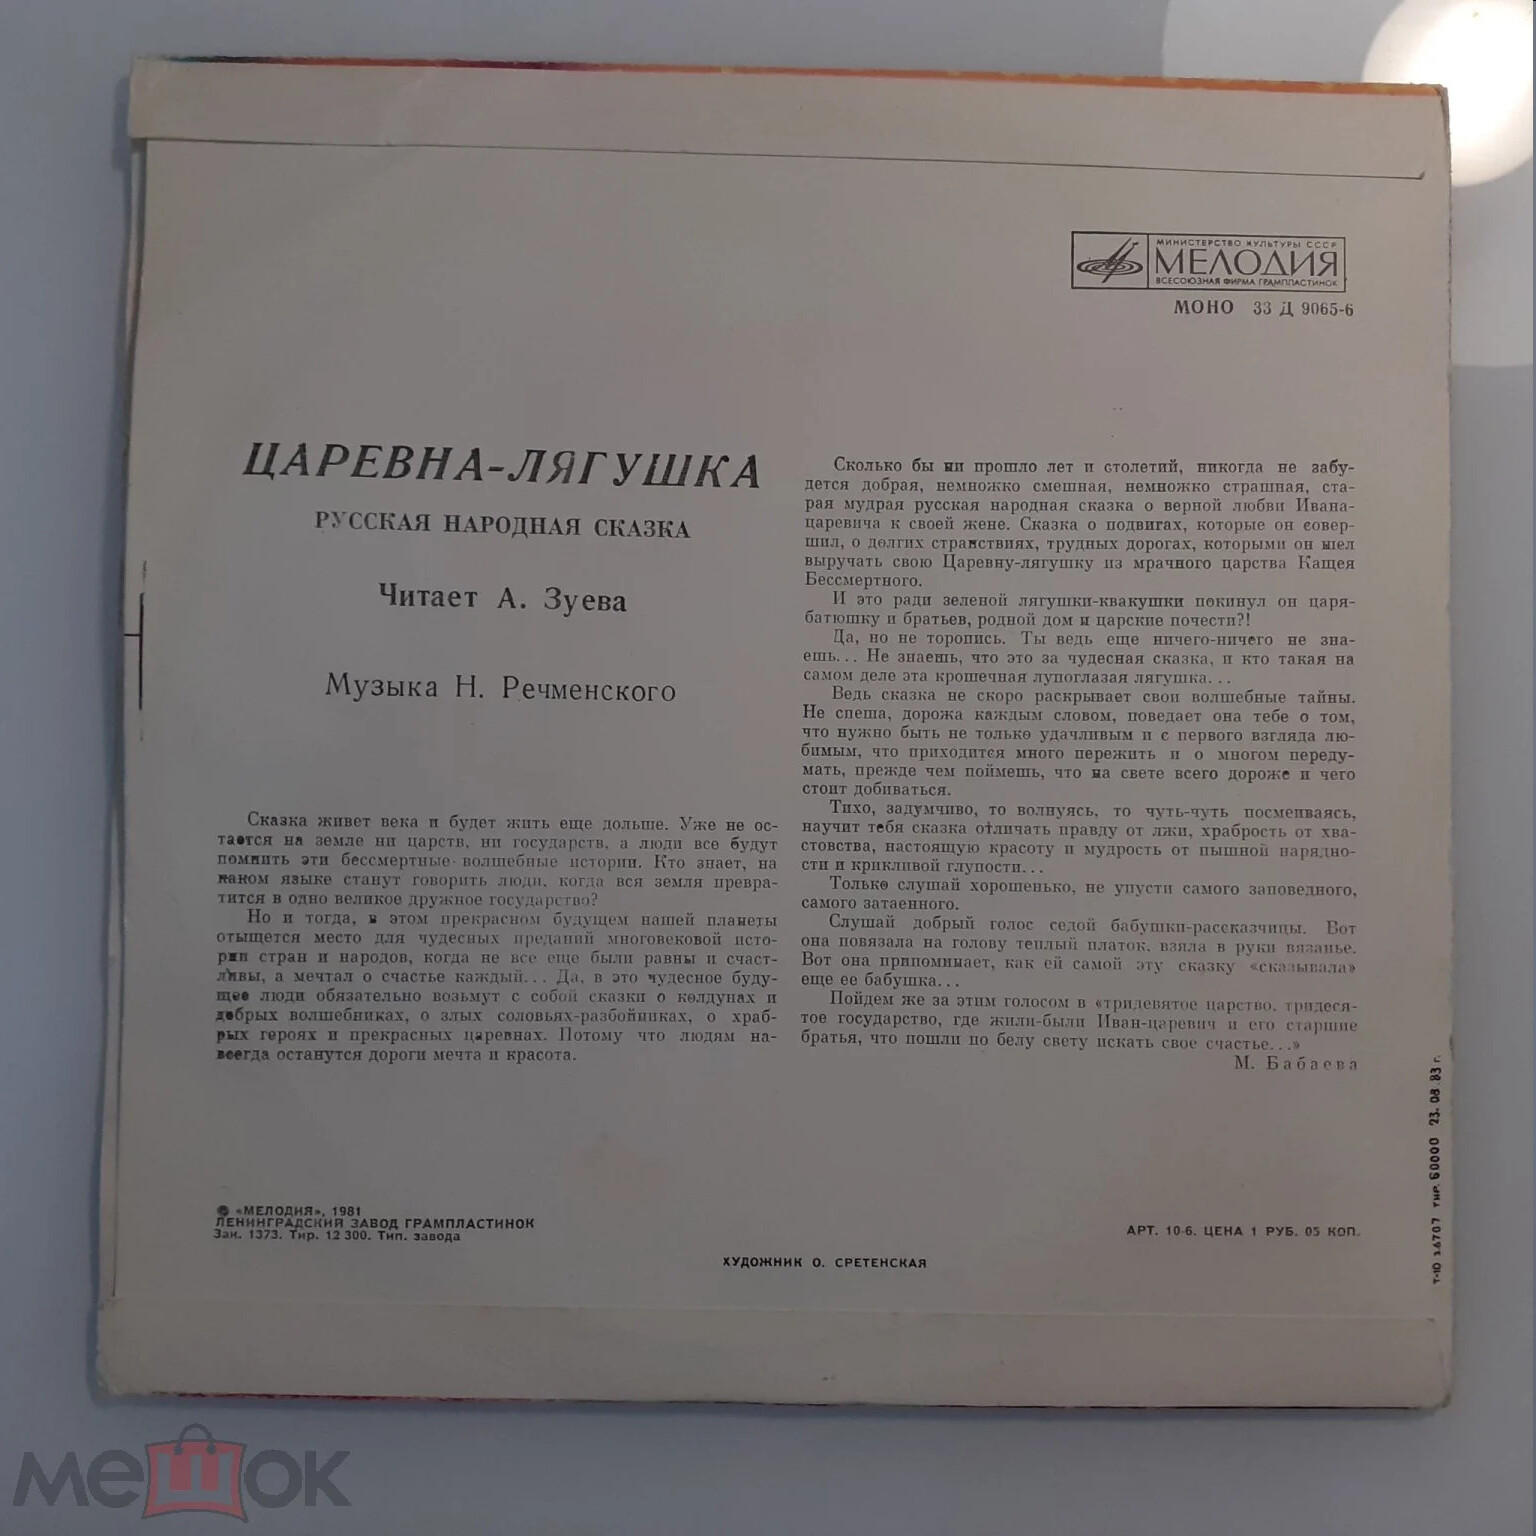 МИНИСТЕРСТВО КУЛЬТУРЫ СССР
МЕЛОДИЯ
ВСЕСОЮЗНАЯ ФИРМА ГРАМПЛАСТИНОК
МОНО 33 Д 9065-6
ЦАРЕВНА-ЛЯГУШКА
РУССКАЯ НАРОДНАЯ СКАЗКА
Читает А. Зуева
Музыка Н. Речменского
Сказка живет века и будет жить еще дольше. Уже не ос-
тается на земле ни царств, ни государств, а люди все будут
помнить эти бессмертные волшебные истории. Кто знает, на
каком языке станут говорить люди, когда вся земля превра-
тится в одно великое дружное государство?
Но и тогда, в этом прекрасном будущем нашей планеты
отыщется место для чудесных преданий многовековой исто-
рии стран и народов, когда не все еще были равны и счаст-
ливы, а мечтал о счастье каждый... Да, в это чудесное буду-
щее люди обязательно возьмут с собой сказки о колдунах и
добрых волшебниках, о злых соловьях-разбойниках, о храб-
рых героях и прекрасных царевнах. Потому что людям на-
всегда останутся дороги мечта и красота.
Сколько бы ни прошло лет и столетий, никогда не забу-
дется добрая, немножко смешная, немножко страшная, ста-
рая мудрая русская народная сказка о верной любви Ивана-
царевича к своей жене. Сказка о подвигах, которые он совер-
шил, о долгих странствиях, трудных дорогах, которыми он шел
выручать свою Царевну-лягушку из мрачного царства Кащея
Бессмертного.
И это ради зеленой лягушки-квакушки покинул он царя-
батюшку и братьев, родной дом и царские почести?!
Да, но не торопись. Ты ведь еще ничего-ничего не зна-
ешь... Не знаешь, что это за чудесная сказка, и кто такая на
самом деле эта крошечная лупоглазая лягушка...
Ведь сказка не скоро раскрывает свои волшебные тайны.
Не спеша, дорожа каждым словом, поведает она тебе о том,
что нужно быть не только удачливым и с первого взгляда лю-
бимым, что приходится много пережить и о многом переду-
мать, прежде чем поймешь, что на свете всего дороже и чего
стоит добиваться.
Тихо, задумчиво, то волнуясь, то чуть-чуть посмеиваясь,
научит тебя сказка отличать правду от лжи, храбрость от хва-
стовства, настоящую красоту и мудрость от пышной нарядно-
сти и крикливой глупости...
Только слушай хорошенько, не упусти самого заповедного,
самого затаенного.
Слушай добрый голос седой бабушки-рассказчицы. Вот
она повязала на голову теплый платок, взяла в руки вязанье.
Вот она припоминает, как ей самой эту сказку «сказывала»
еще ее бабушка...
Пойдем же за этим голосом в «тридевятое царство, тридеся-
тое государство, где жили-были Иван-царевич и его старшие
братья, что пошли по белу свету искать свое счастье...»
М. Бабаева
© «МЕЛОДИЯ», 1981
ЛЕНИНГРАДСКИЙ ЗАВОД ГРАМПЛАСТИНОК
Зак. 1373. Тир. 12 300. Тип. завода
АРТ. 10-6. ЦЕНА 1 РУБ. 05 КОП.
ХУДОЖНИК О. СРЕТЕНСКАЯ
тир. 60000 23.08.83 г.
мешок